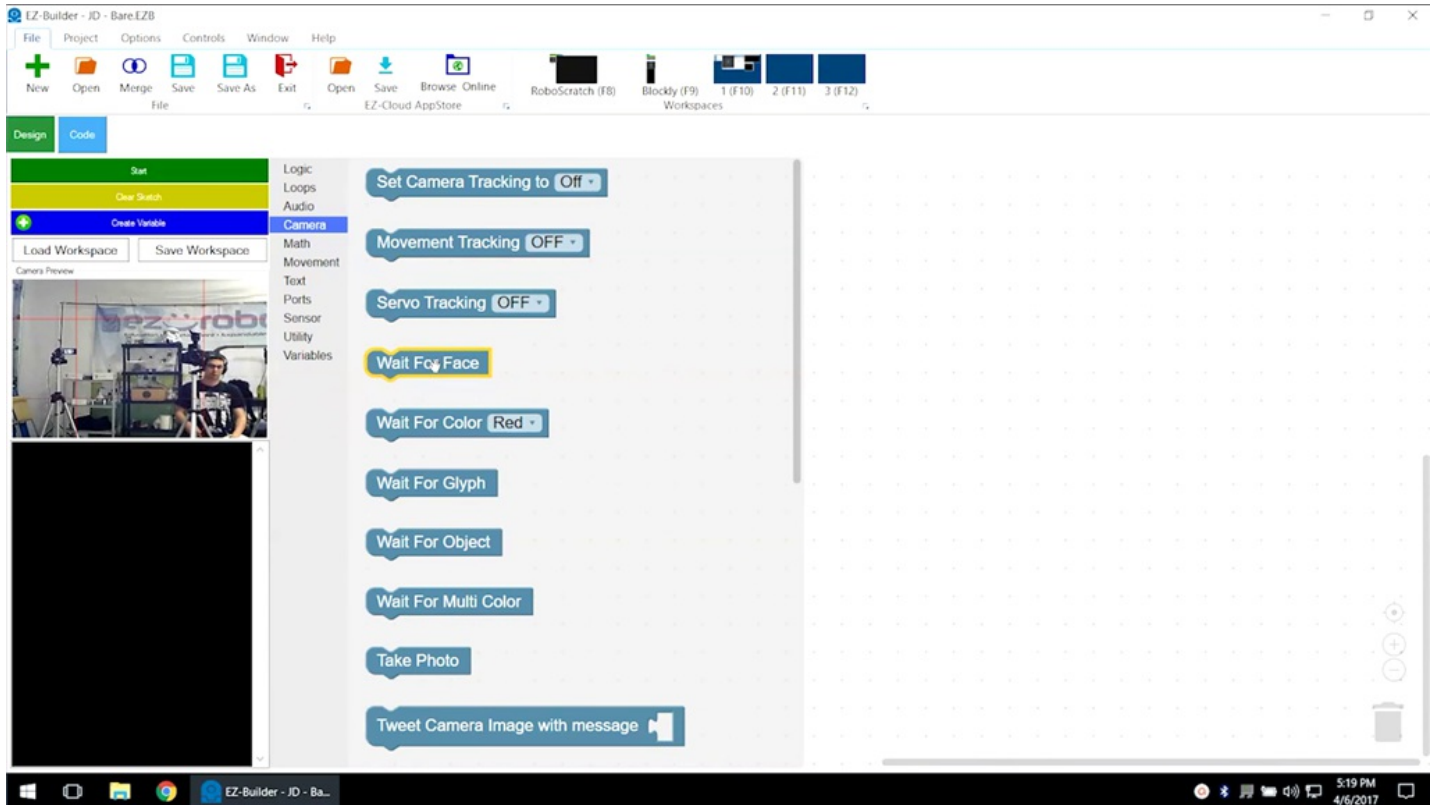 EZ-Builder - JD - Bare.EZB
File Project Options Controls Window Help
New Open Merge Save Save As Exit Open Save Browse Online RoboScratch (F8) Blockly (F9) 1 (F10) 2 (F11) 3 (F12)
File EZ-Cloud AppStore Workspaces
Design Code
Start
Clear Sketch
Create Variable
Load Workspace Save Workspace
Camera Preview
ez robo
Logic
Loops
Audio
Camera
Math
Movement
Text
Ports
Sensor
Utility
Variables
Set Camera Tracking to Off
Movement Tracking OFF
Servo Tracking OFF
Wait For Face
Wait For Color Red
Wait For Glyph
Wait For Object
Wait For Multi Color
Take Photo
Tweet Camera Image with message
EZ-Builder - JD - Ba...
5:19 PM
4/6/2017